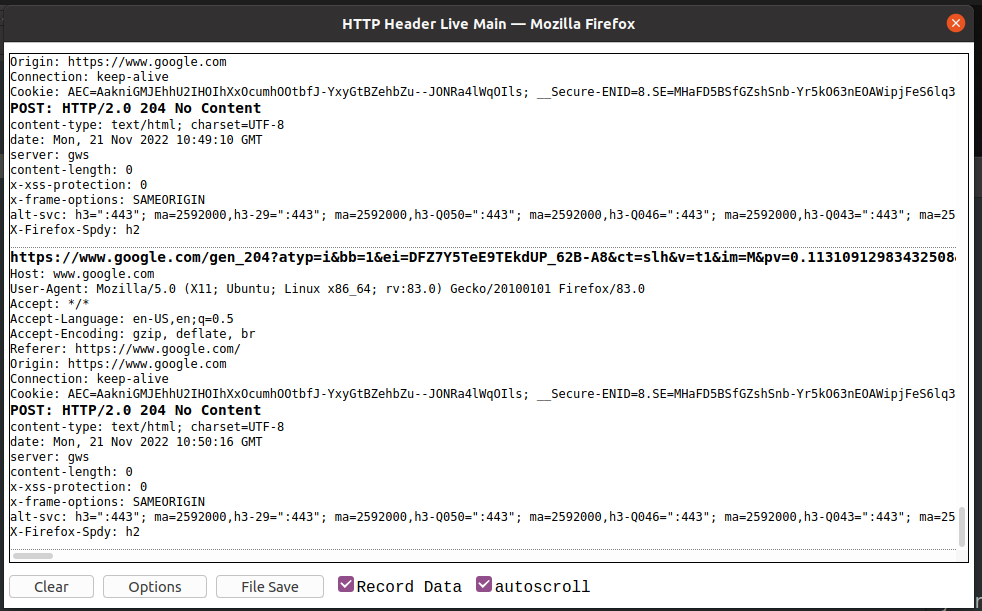 HTTP Header Live Main — Mozilla Firefox
Origin: https://www.google.com
Connection: keep-alive
Cookie: AEC=AakniGMJEhhU2IHOIhXxOcumhOOtbfJ-YxyGtBZehbZu--JONRa4lWqOIls; __Secure-ENID=8.SE=MHaFD5BSfGZshSnb-Yr5kO63nEOAWipjFeS6lq3
POST: HTTP/2.0 204 No Content
content-type: text/html; charset=UTF-8
date: Mon, 21 Nov 2022 10:49:10 GMT
server: gws
content-length: 0
x-xss-protection: 0
x-frame-options: SAMEORIGIN
alt-svc: h3=":443"; ma=2592000,h3-29=":443"; ma=2592000,h3-Q050=":443"; ma=2592000,h3-Q046=":443"; ma=2592000,h3-Q043=":443"; ma=25
X-Firefox-Spdy: h2
https://www.google.com/gen_204?atyp=i&bb=1&ei=DFZ7Y5TeE9TEkdUP_62B-A8&ct=slh&v=t1&im=M&pv=0.11310912983432508&
Host: www.google.com
User-Agent: Mozilla/5.0 (X11; Ubuntu; Linux x86_64; rv:83.0) Gecko/20100101 Firefox/83.0
Accept: */*
Accept-Language: en-US,en;q=0.5
Accept-Encoding: gzip, deflate, br
Referer: https://www.google.com/
Origin: https://www.google.com
Connection: keep-alive
Cookie: AEC=AakniGMJEhhU2IHOIhXxOcumhOOtbfJ-YxyGtBZehbZu--JONRa4lWqOIls; __Secure-ENID=8.SE=MHaFD5BSfGZshSnb-Yr5kO63nEOAWipjFeS6lq3
POST: HTTP/2.0 204 No Content
content-type: text/html; charset=UTF-8
date: Mon, 21 Nov 2022 10:50:16 GMT
server: gws
content-length: 0
x-xss-protection: 0
x-frame-options: SAMEORIGIN
alt-svc: h3=":443"; ma=2592000,h3-29=":443"; ma=2592000,h3-Q050=":443"; ma=2592000,h3-Q046=":443"; ma=2592000,h3-Q043=":443"; ma=25
X-Firefox-Spdy: h2
Clear Options File Save Record Data autoscroll